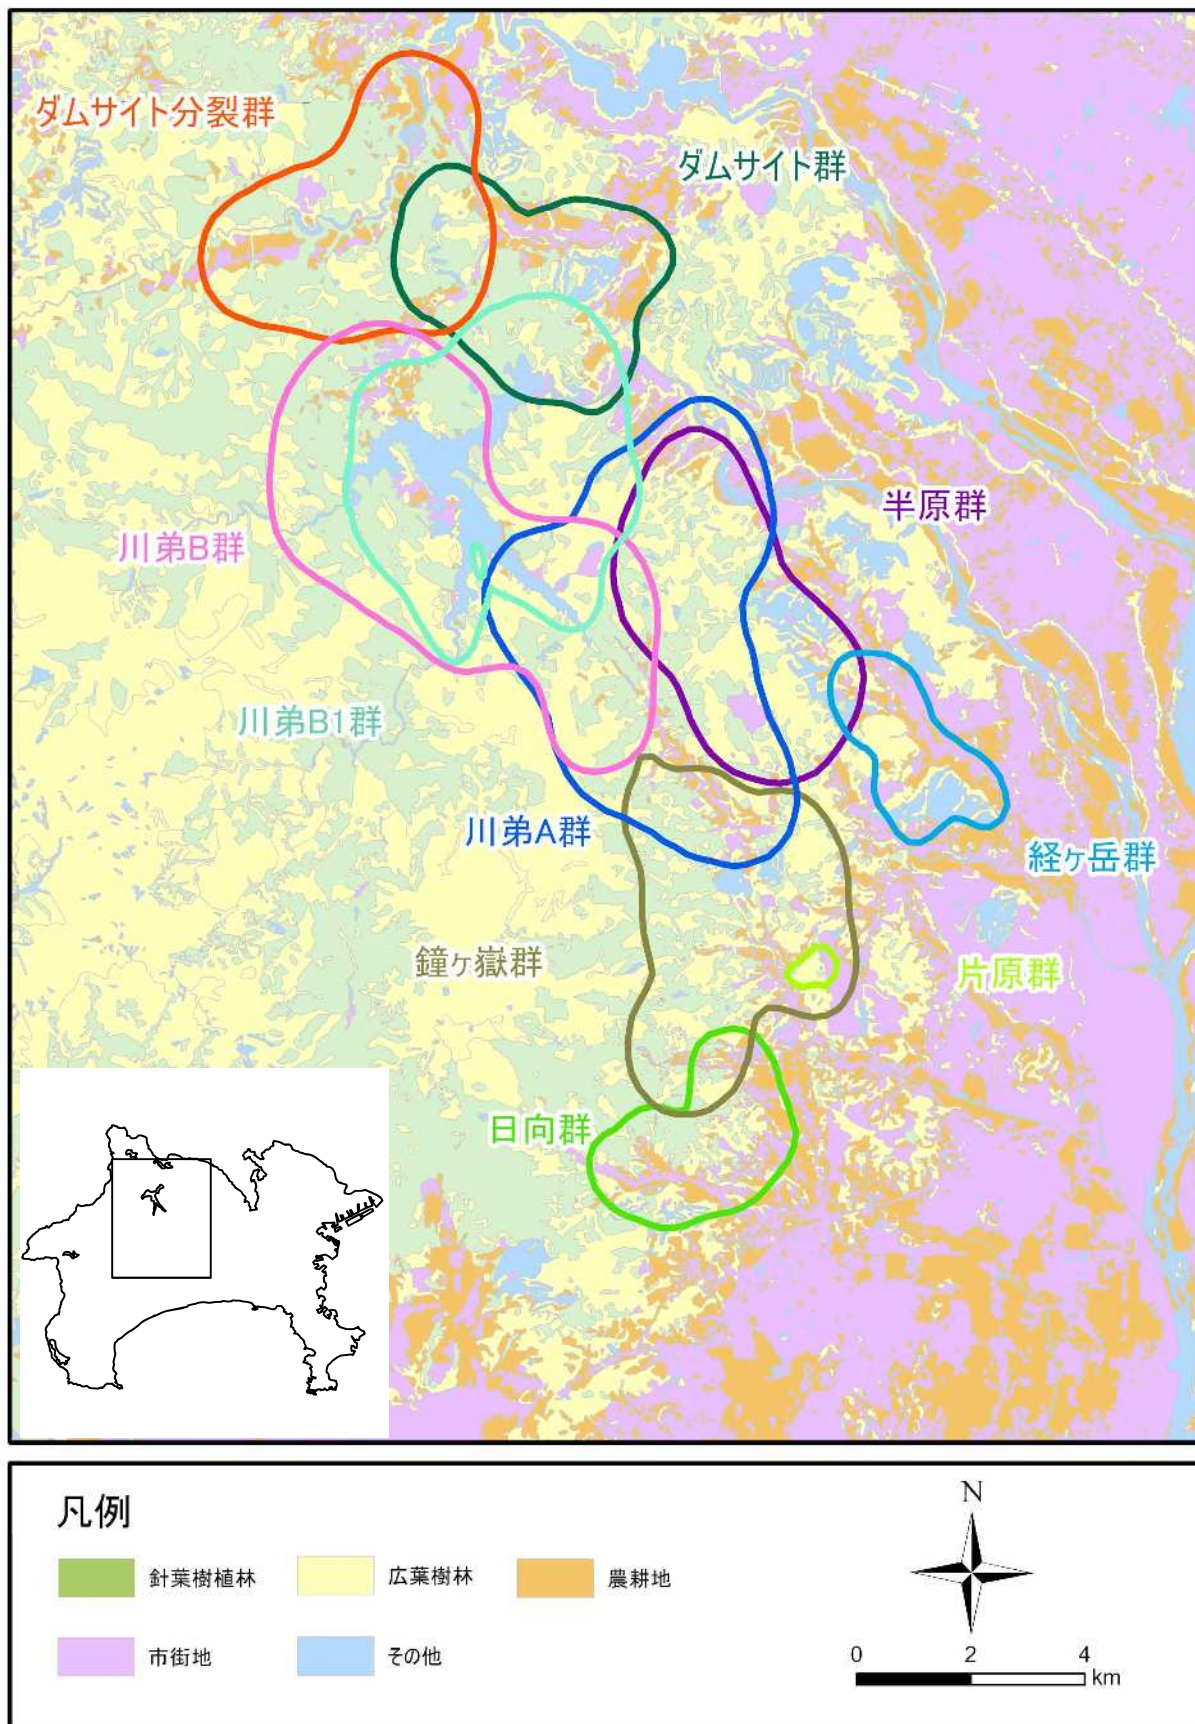 ダムサイト分裂群
ダムサイト群
半原群
川弟B群
川弟B1群
川弟A群
経ケ岳群
鐘ケ嶽群
片原群
日向群
凡例
針葉樹植林
広葉樹林
農耕地
市街地
その他
N
0 2 4
km